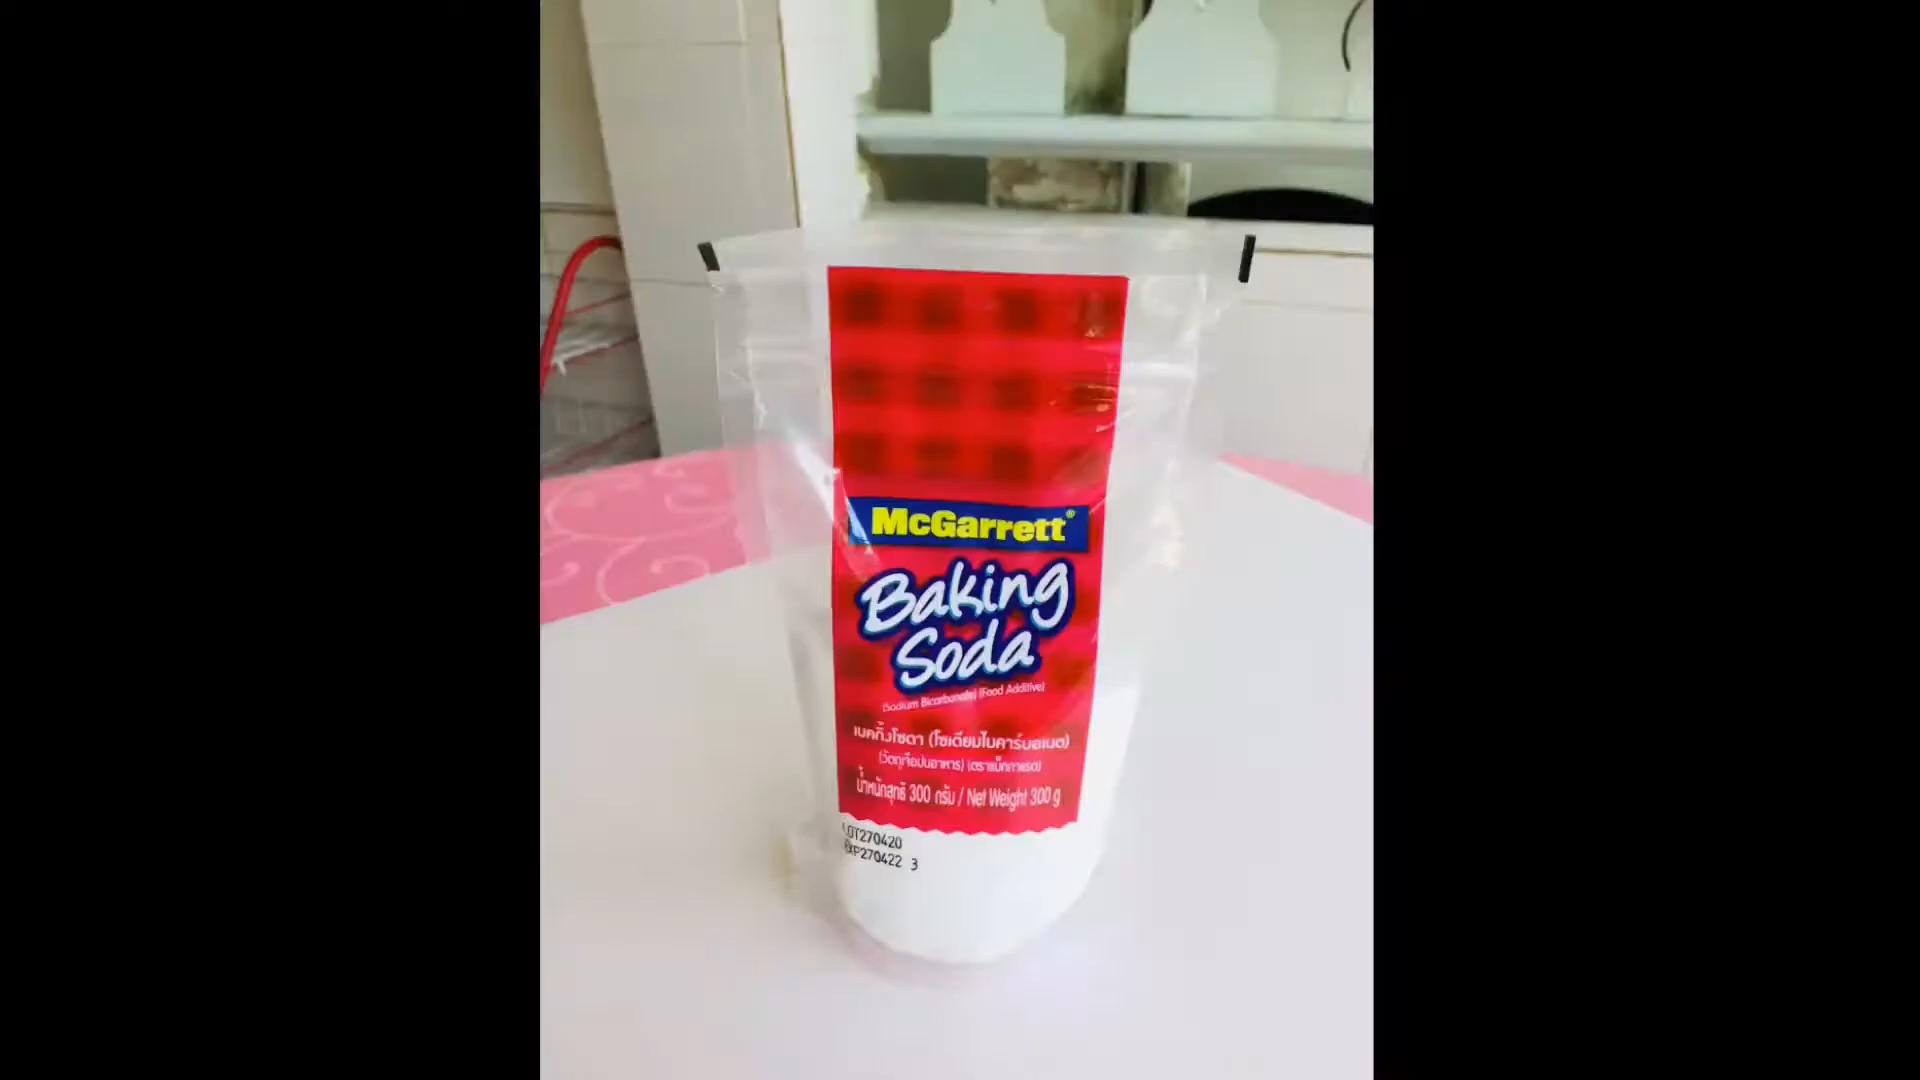 McGarrett®
Baking
Soda
(Sodium Bicarbonate) (Food Additive)
เบคกิ้งโซดา (โซเดียมไบคาร์บอเนต)
(วัตถุเจือปนอาหาร) (ตราแม็กกาแรต)
น้ำหนักสุทธิ 300 กรัม / Net Weight 300 g
LOT270420
EXP270422 3